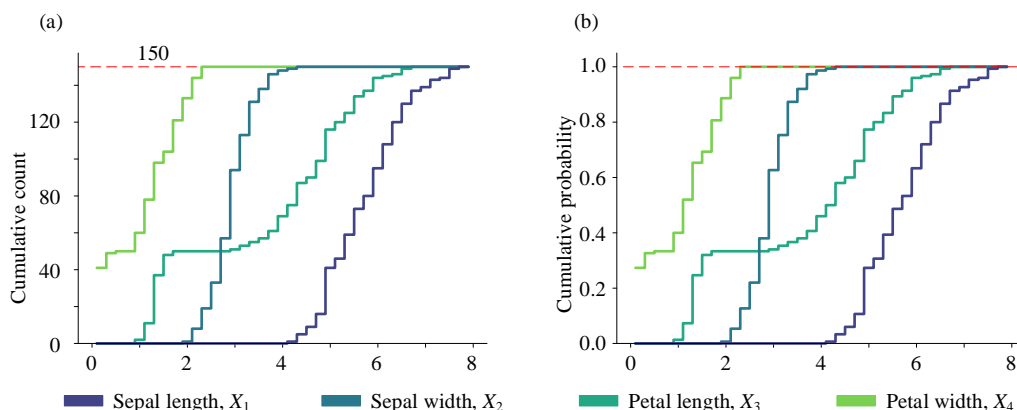 (a)
150
120
80
40
0
Cumulative count
0 2 4 6 8
(b)
1.0
0.8
0.6
0.4
0.2
0.0
Cumulative probability
0 2 4 6 8
Sepal length, X1 Sepal width, X2 Petal length, X3 Petal width, X4